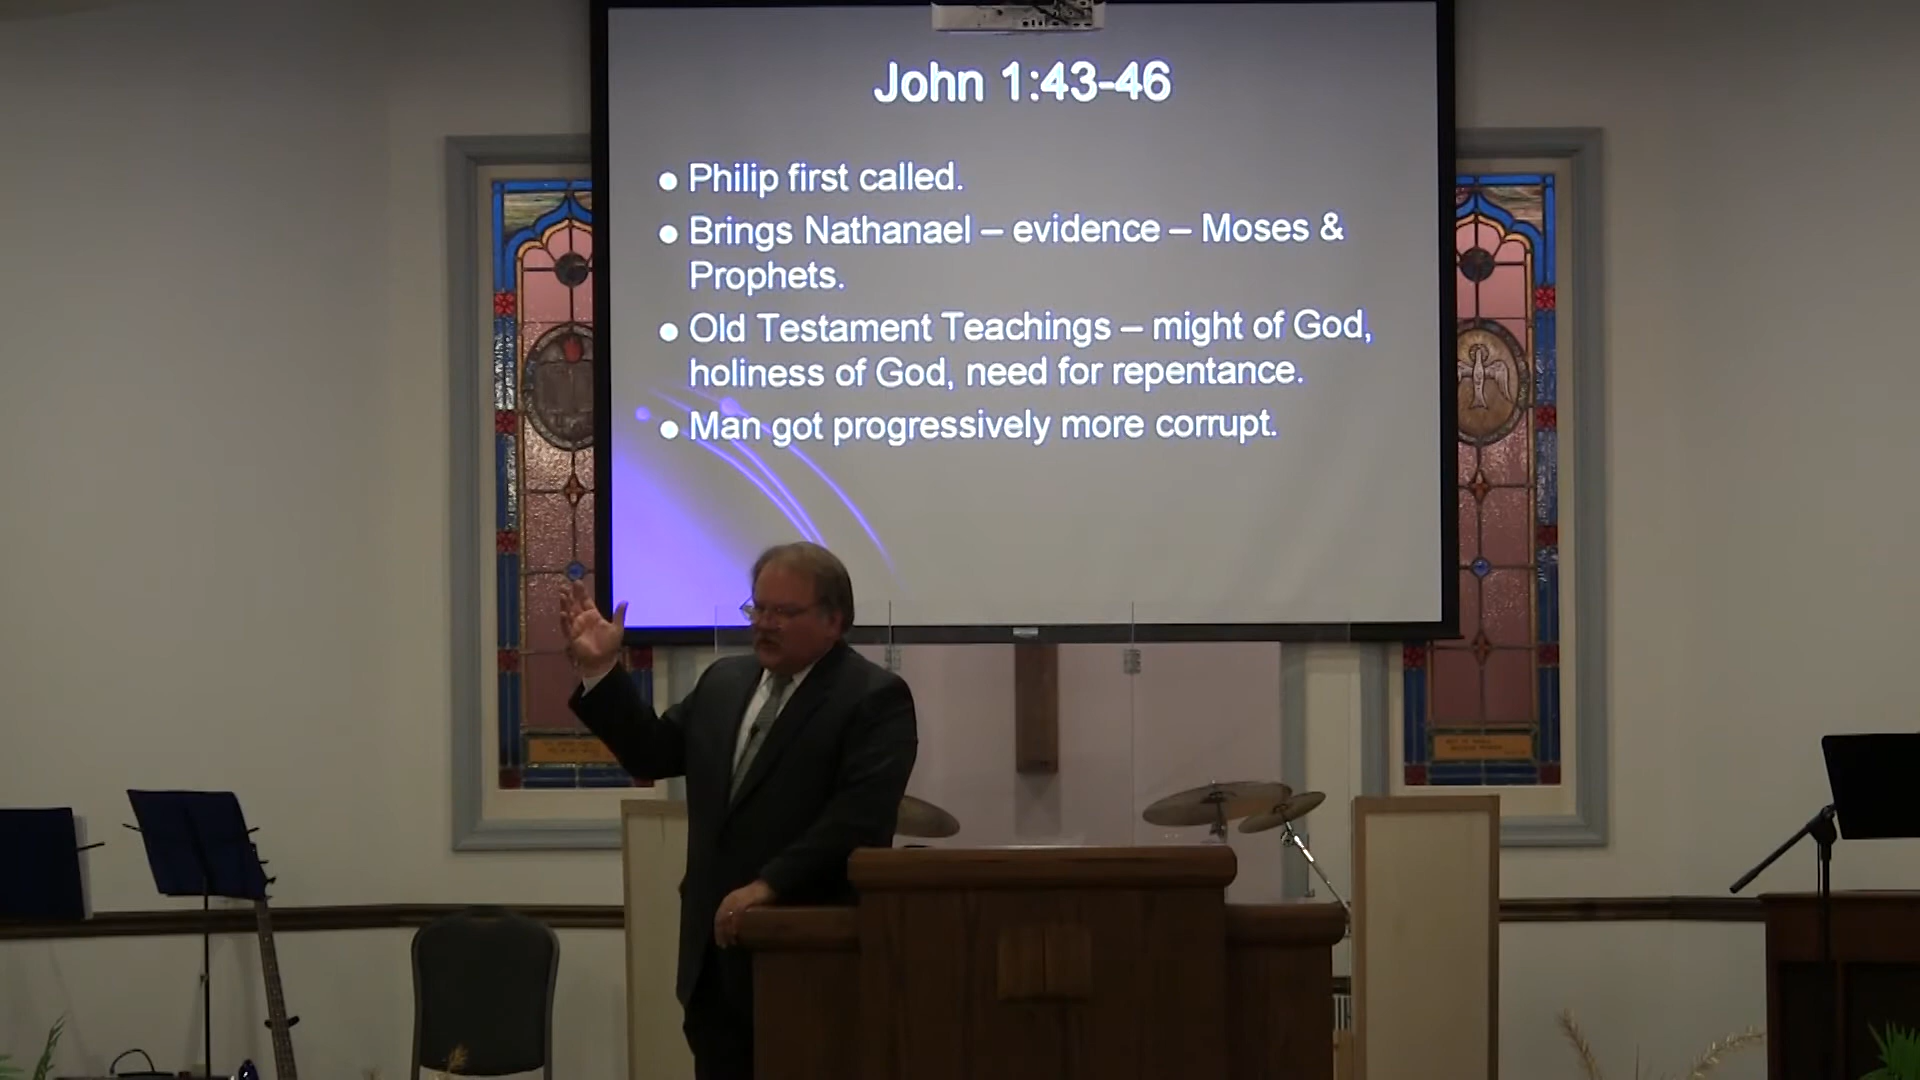 John 1:43-46
● Philip first called.
● Brings Nathanael – evidence – Moses &
Prophets.
● Old Testament Teachings – might of God,
holiness of God, need for repentance.
● Man got progressively more corrupt.